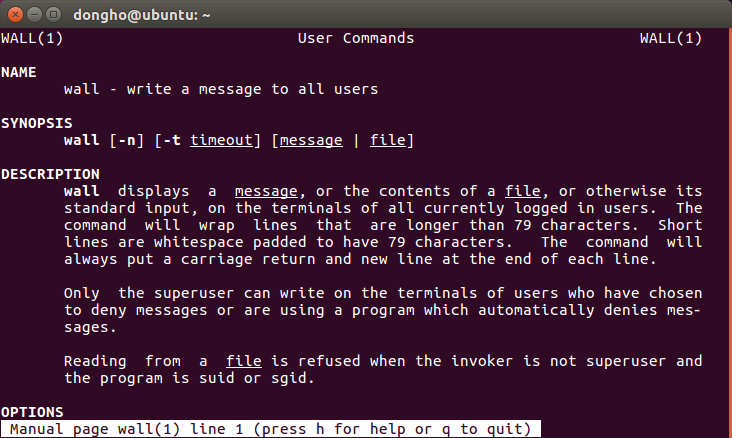 dongho@ubuntu: ~
WALL(1) User Commands WALL(1)
NAME
wall - write a message to all users
SYNOPSIS
wall [-n] [-t timeout] [message | file]
DESCRIPTION
wall displays a message, or the contents of a file, or otherwise its
standard input, on the terminals of all currently logged in users. The
command will wrap lines that are longer than 79 characters. Short
lines are whitespace padded to have 79 characters. The command will
always put a carriage return and new line at the end of each line.
Only the superuser can write on the terminals of users who have chosen
to deny messages or are using a program which automatically denies mes-
sages.
Reading from a file is refused when the invoker is not superuser and
the program is suid or sgid.
OPTIONS
Manual page wall(1) line 1 (press h for help or q to quit)